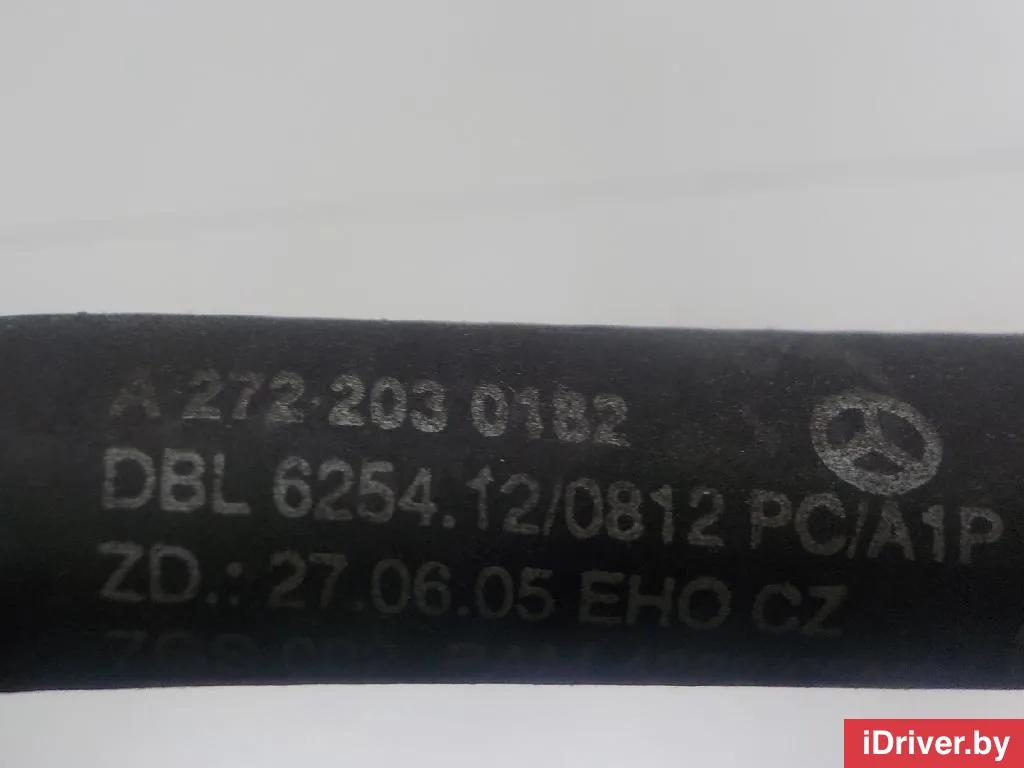 A 272 203 0182
DBL 6254.12/0812 PC/A1P
ZD.: 27.06.05 EHO CZ
iDriver.by